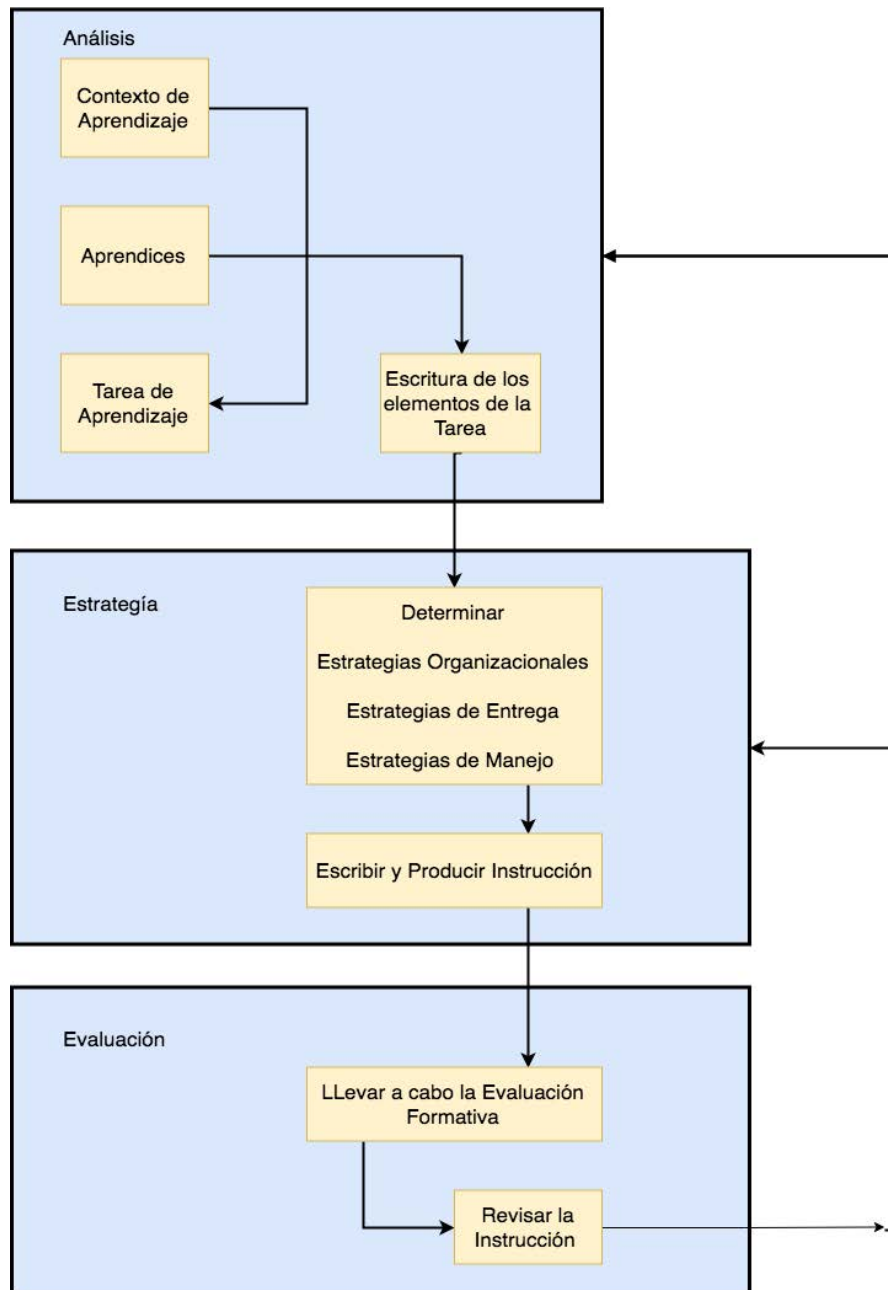 Análisis
Contexto de
Aprendizaje
Aprendices
Tarea de
Aprendizaje
Escritura de los
elementos de la
Tarea
Estrategía
Determinar
Estrategias Organizacionales
Estrategias de Entrega
Estrategias de Manejo
Escribir y Producir Instrucción
Evaluación
LLevar a cabo la Evaluación
Formativa
Revisar la
Instrucción